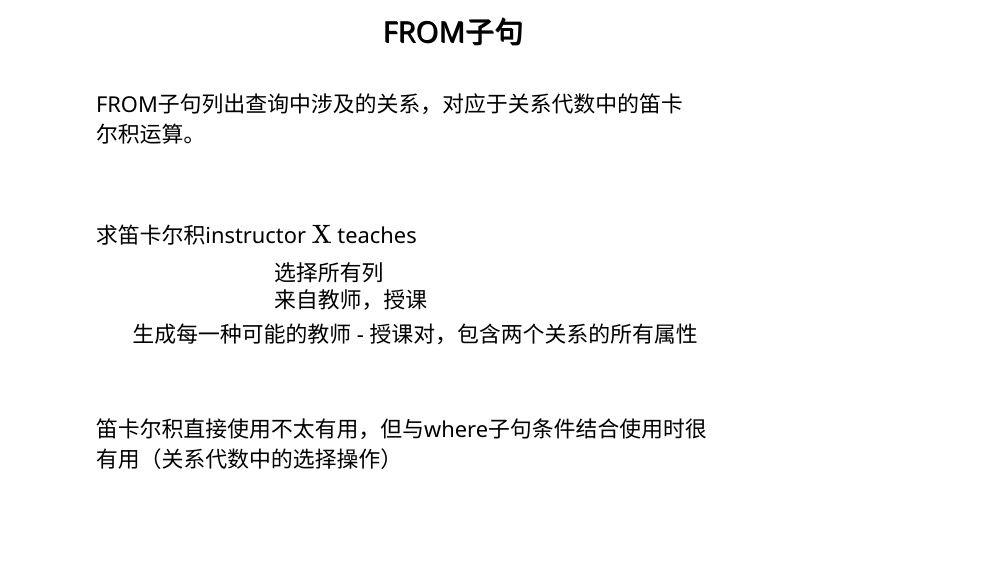 FROM子句
FROM子句列出查询中涉及的关系，对应于关系代数中的笛卡
尔积运算。
求笛卡尔积instructor X teaches
选择所有列
来自教师，授课
生成每一种可能的教师 - 授课对，包含两个关系的所有属性
笛卡尔积直接使用不太有用，但与where子句条件结合使用时很
有用（关系代数中的选择操作）